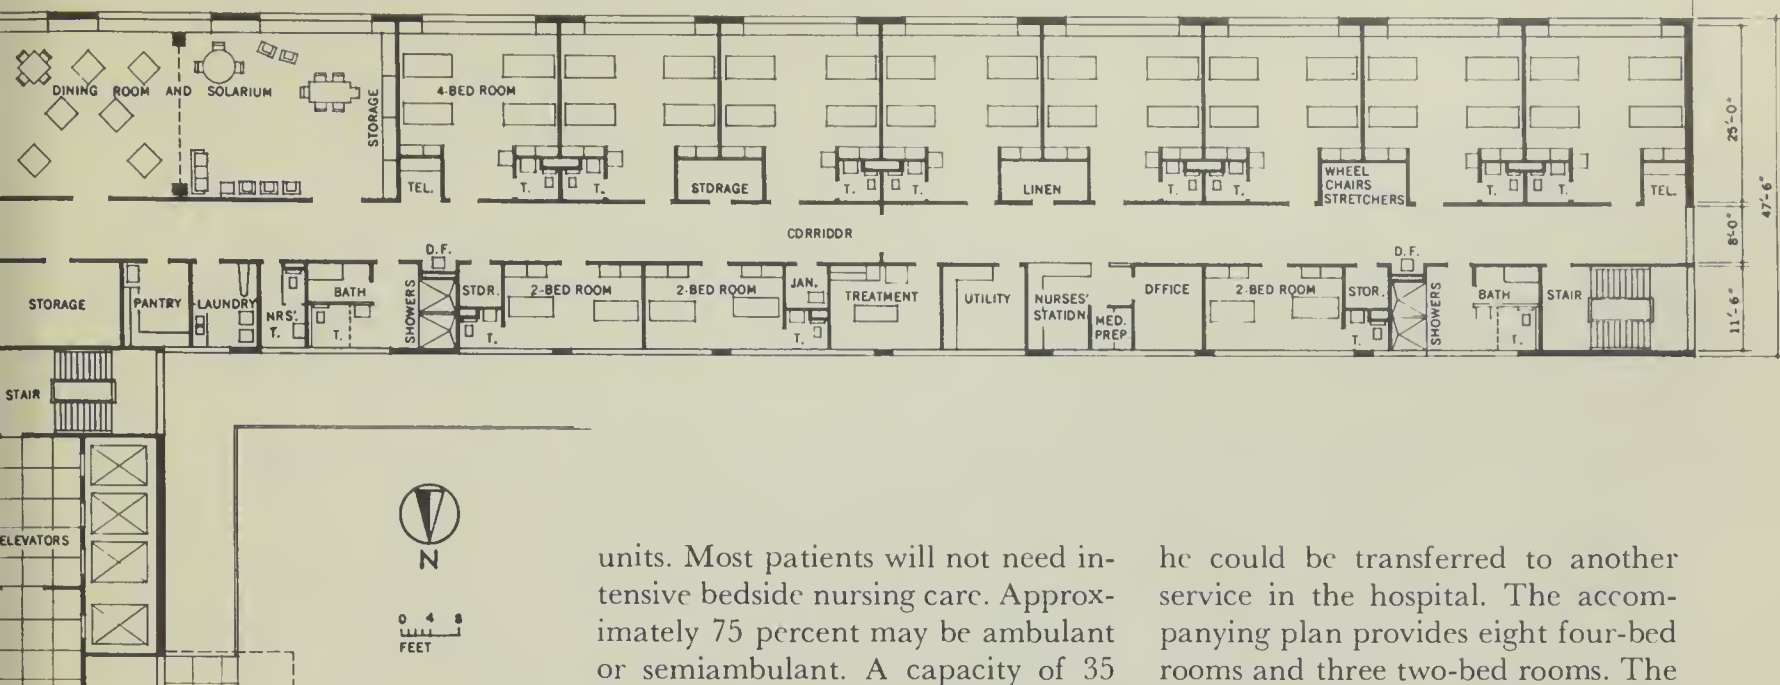 DINING ROOM AND SOLARIUM
STORAGE
4-BED ROOM
TEL.
T.
T.
STORAGE
T.
T.
LINEN
T.
T.
WHEEL
CHAIRS
STRETCHERS
T.
T.
TEL.
25'-0"
8'-0"
47'-6"
11'-6"
CORRIDOR
D.F.
D.F.
STORAGE
PANTRY
LAUNDRY
NRS'.
T.
BATH
T.
SHOWERS
STOR.
T.
2-BED ROOM
2-BED ROOM
JAN.
T.
TREATMENT
UTILITY
NURSES'
STATION
MED.
PREP.
OFFICE
2-BED ROOM
STOR.
T.
SHOWERS
BATH
T.
STAIR
STAIR
ELEVATORS
N
0 4 8
FEET
units. Most patients will not need in-
tensive bedside nursing care. Approx-
imately 75 percent may be ambulant
or semiambulant. A capacity of 35
he could be transferred to another
service in the hospital. The accom-
panying plan provides eight four-bed
rooms and three two-bed rooms. The